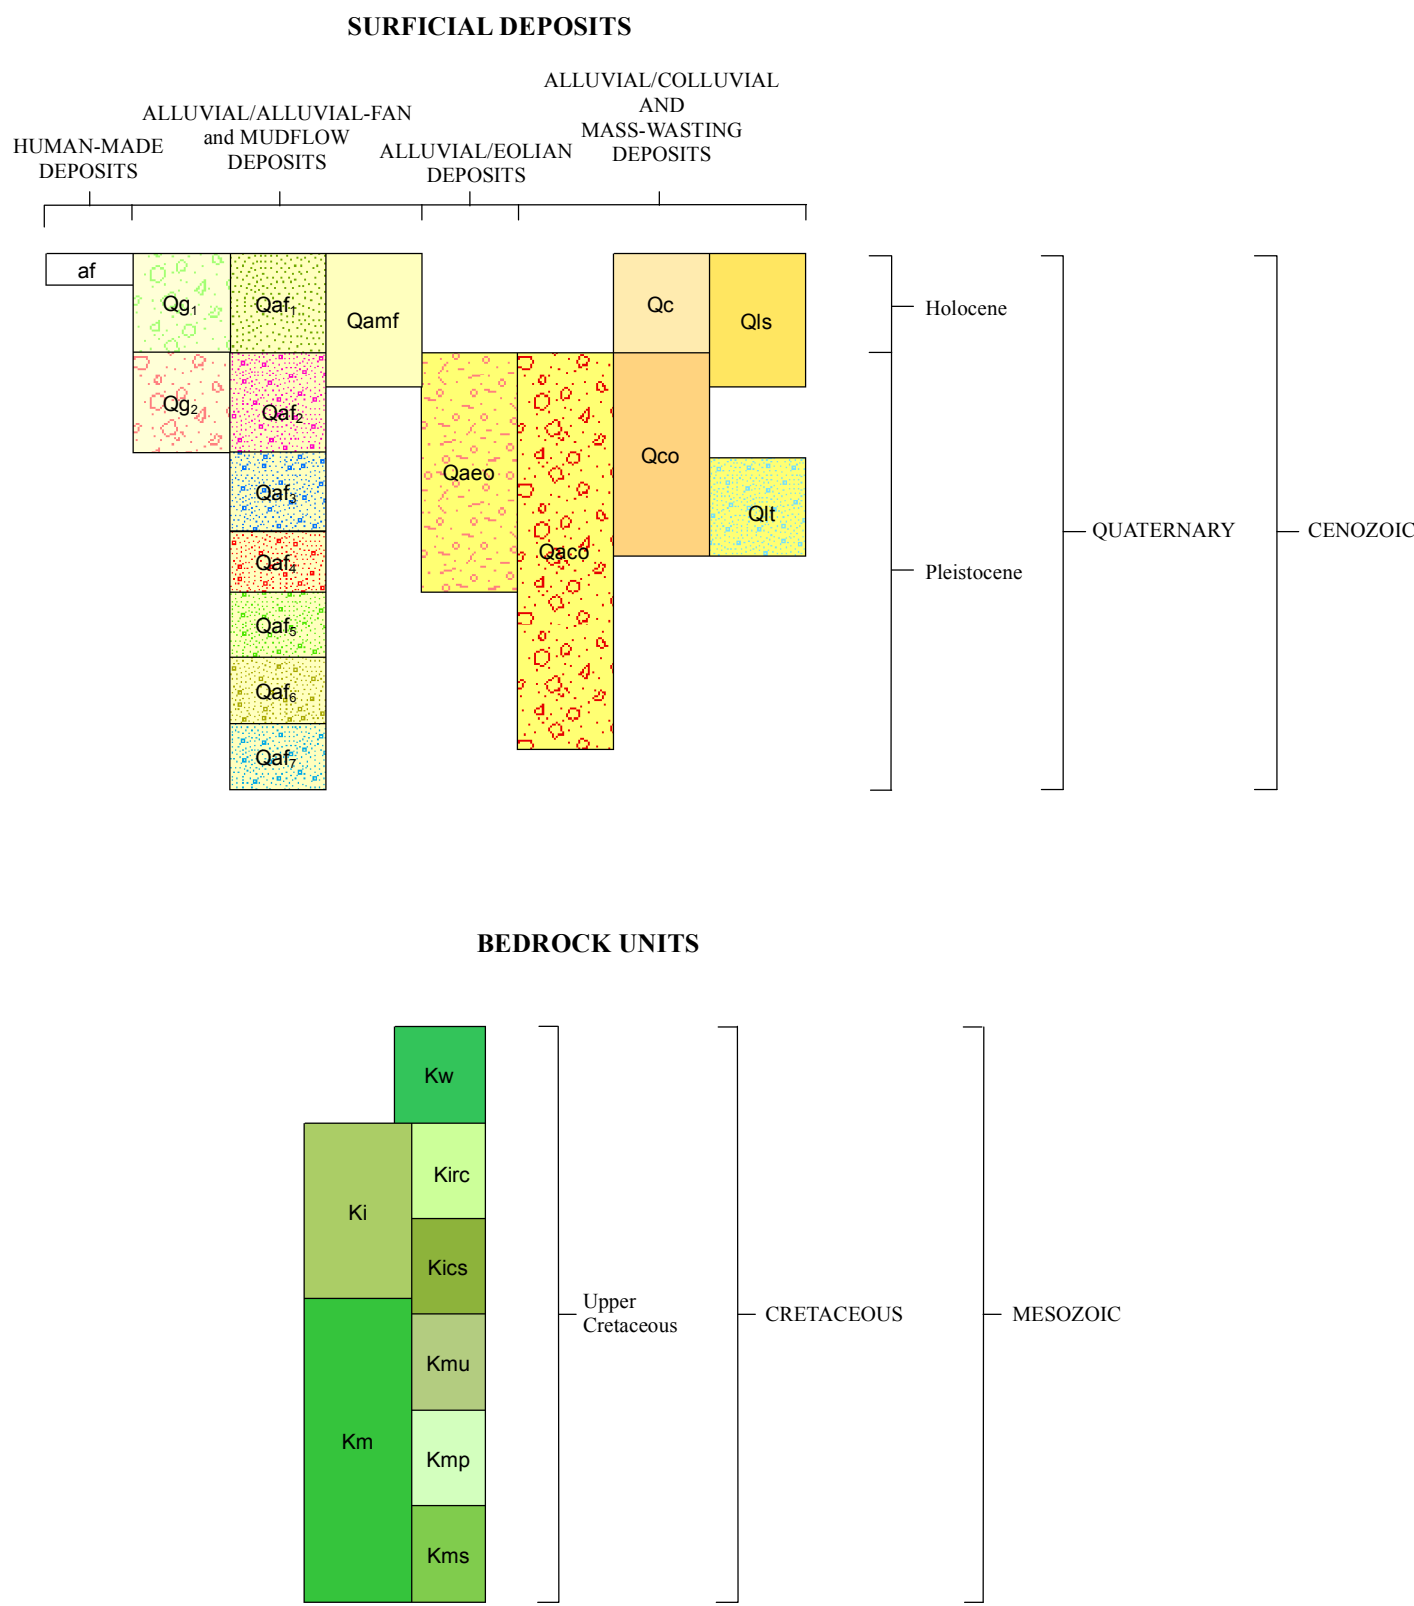 SURFICIAL DEPOSITS
HUMAN-MADE
DEPOSITS
ALLUVIAL/ALLUVIAL-FAN
and MUDFLOW
DEPOSITS
ALLUVIAL/EOLIAN
DEPOSITS
ALLUVIAL/COLLUVIAL
AND
MASS-WASTING
DEPOSITS
af
Qg1
Qaf1
Qamf
Qc
Qls
Qg2
Qaf2
Qaeo
Qaco
Qco
Qlt
Qaf3
Qaf4
Qaf5
Qaf6
Qaf7
Holocene
Pleistocene
QUATERNARY
CENOZOIC
BEDROCK UNITS
Kw
Ki
Kirc
Kics
Km
Kmu
Kmp
Kms
Upper
Cretaceous
CRETACEOUS
MESOZOIC